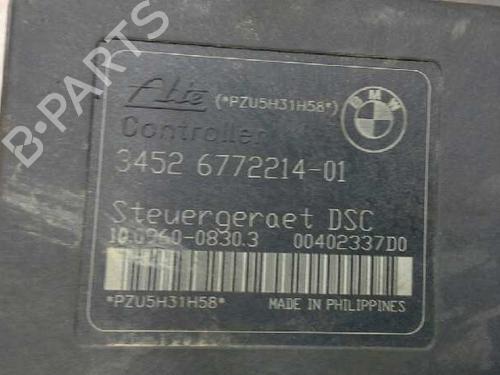 Ate (*PZU5H31H58*)
BMW
Controller
3452 6772214-01
Steuergeraet DSC
10.0960-0830.3 00402337D0
*PZU5H31H58* MADE IN PHILIPPINES
B-PARTS